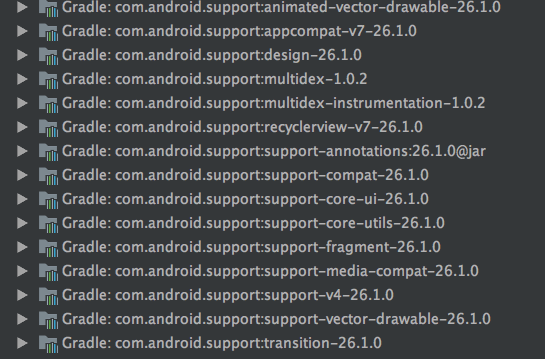 Gradle: com.android.support:animated-vector-drawable-26.1.0
Gradle: com.android.support:appcompat-v7-26.1.0
Gradle: com.android.support:design-26.1.0
Gradle: com.android.support:multidex-1.0.2
Gradle: com.android.support:multidex-instrumentation-1.0.2
Gradle: com.android.support:recyclerview-v7-26.1.0
Gradle: com.android.support:support-annotations:26.1.0@jar
Gradle: com.android.support:support-compat-26.1.0
Gradle: com.android.support:support-core-ui-26.1.0
Gradle: com.android.support:support-core-utils-26.1.0
Gradle: com.android.support:support-fragment-26.1.0
Gradle: com.android.support:support-media-compat-26.1.0
Gradle: com.android.support:support-v4-26.1.0
Gradle: com.android.support:support-vector-drawable-26.1.0
Gradle: com.android.support:transition-26.1.0